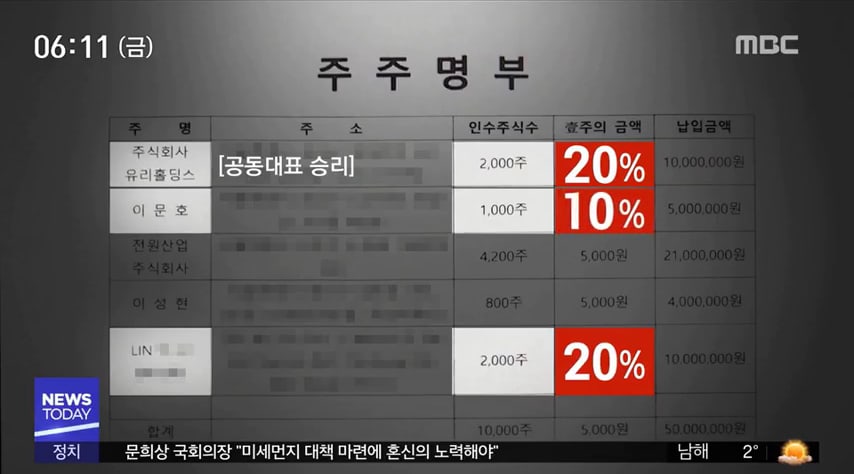 06:11 (금)
MBC
주 주 명 부
주 명 주 소 인수주식수 壹주의 금액 납입금액
주식회사
유리홀딩스 [공동대표 승리] 2,000주 20% 10,000,000원
이 문 호 1,000주 10% 5,000,000원
전원산업
주식회사 4,200주 5,000원 21,000,000원
이 성 현 800주 5,000원 4,000,000원
LIN 2,000주 20% 10,000,000원
합계 10,000주 5,000원 50,000,000원
NEWS
TODAY
정치 문희상 국회의장 "미세먼지 대책 마련에 혼신의 노력해야" 남해 2°